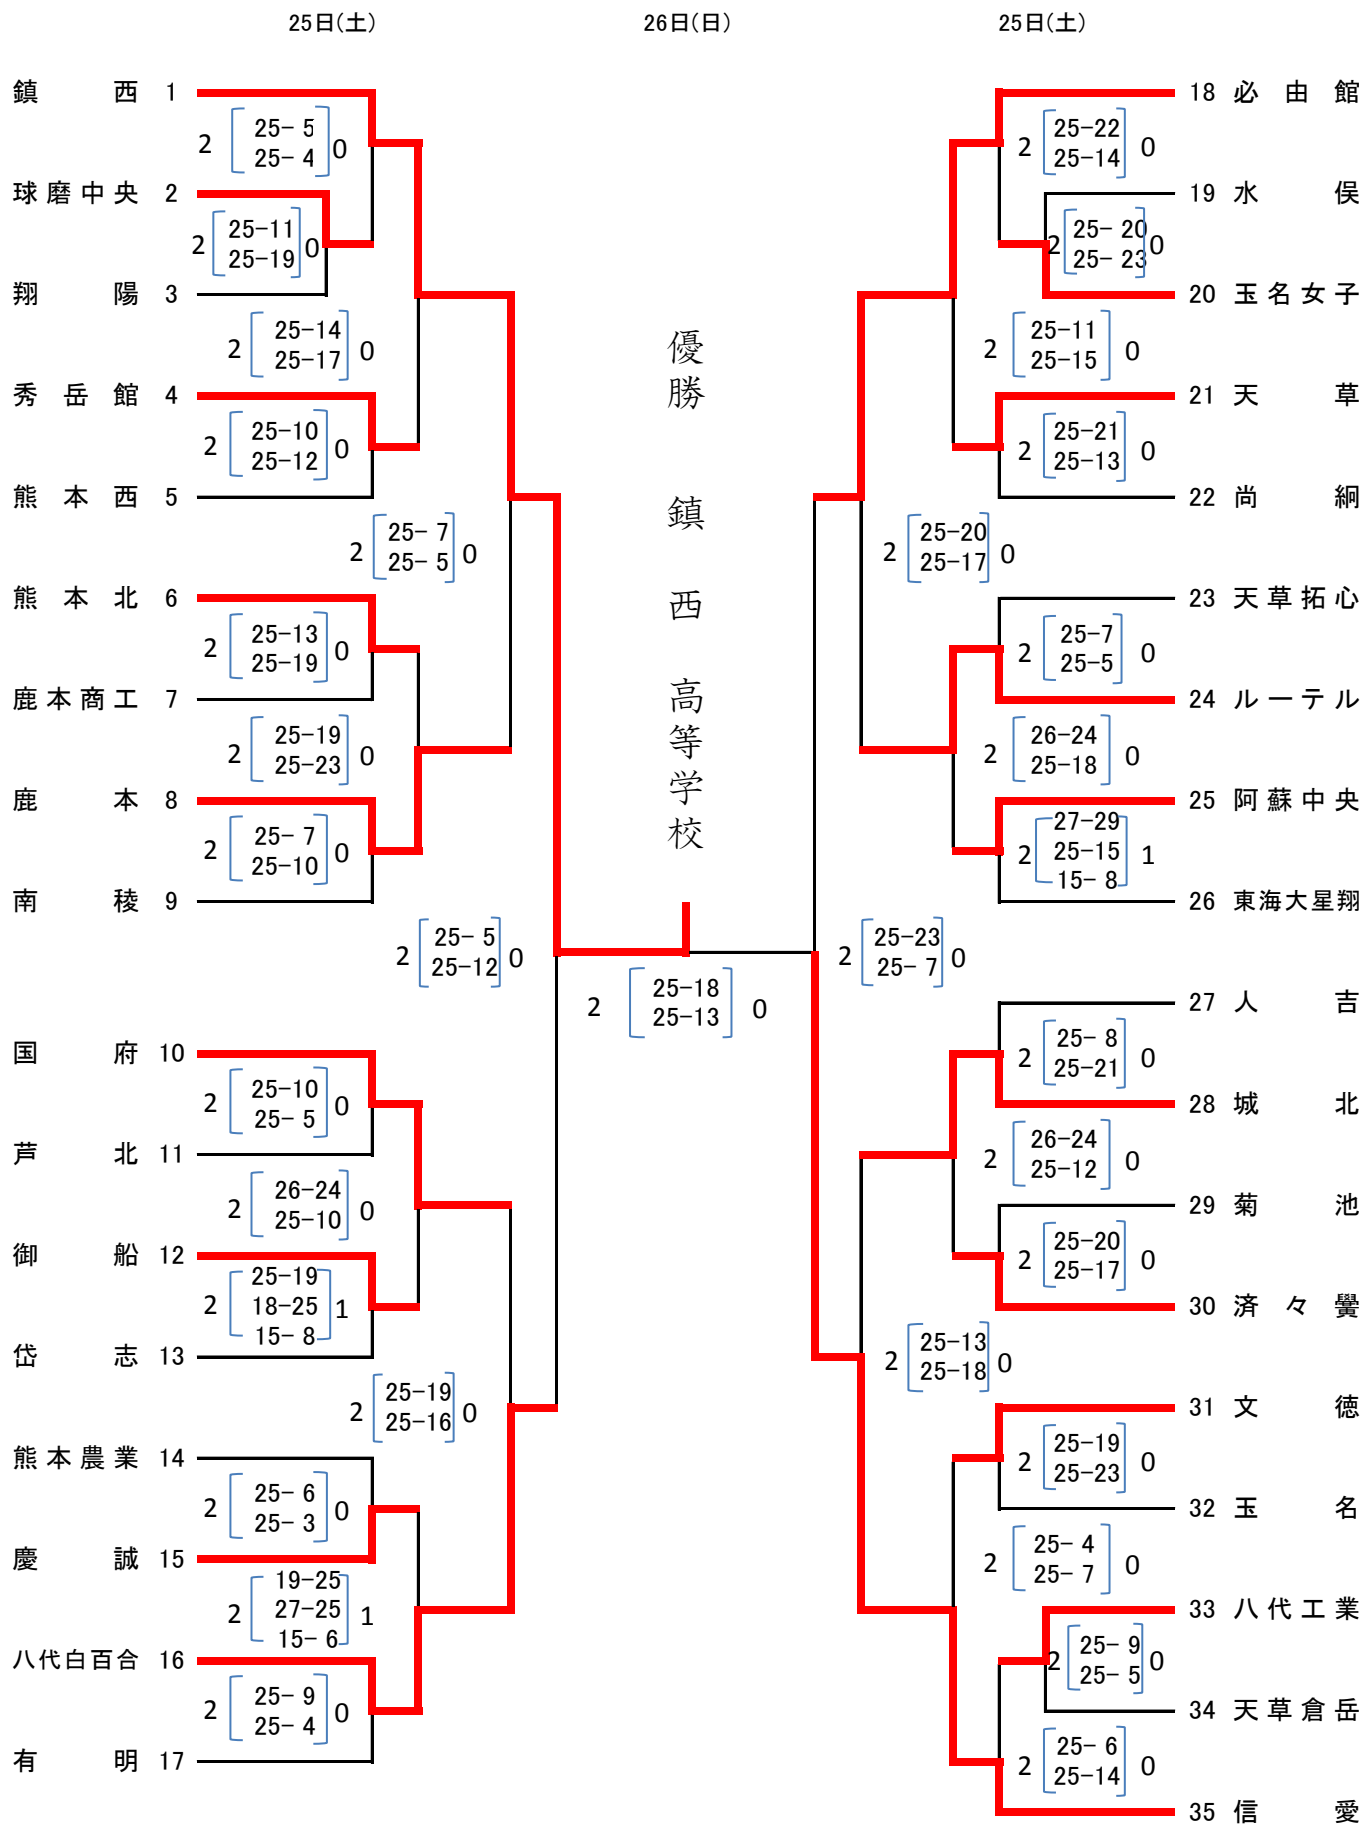 25日(土) 26日(日) 25日(土)
鎮西 1
2 25- 5 0
25- 4
球磨中央 2
2 25-11 0
25-19
翔陽 3
2 25-14 0
25-17
秀岳館 4
2 25-10 0
25-12
熊本西 5
2 25- 7 0
25- 5
熊本北 6
2 25-13 0
25-19
鹿本商工 7
2 25-19 0
25-23
鹿本 8
2 25- 7 0
25-10
南稜 9
2 25- 5 0
25-12
国府 10
2 25-10 0
25- 5
芦北 11
2 26-24 0
25-10
御船 12
25-19
2 18-25 1
15- 8
岱志 13
2 25-19 0
25-16
熊本農業 14
2 25- 6 0
25- 3
慶誠 15
19-25
2 27-25 1
15- 6
八代白百合 16
2 25- 9 0
25- 4
有明 17
優勝 鎮西高等学校
2 25-18 0
25-13
18 必由館
2 25-22 0
25-14
19 水俣
2 25- 20 0
25- 23
20 玉名女子
2 25-11 0
25-15
21 天草
2 25-21 0
25-13
22 尚絅
2 25-20 0
25-17
23 天草拓心
2 25-7 0
25-5
24 ルーテル
2 26-24 0
25-18
25 阿蘇中央
27-29
2 25-15 1
15- 8
26 東海大星翔
2 25-23 0
25- 7
27 人吉
2 25- 8 0
25-21
28 城北
2 26-24 0
25-12
29 菊池
2 25-20 0
25-17
30 済々黌
2 25-13 0
25-18
31 文徳
2 25-19 0
25-23
32 玉名
2 25- 4 0
25- 7
33 八代工業
2 25- 9 0
25- 5
34 天草倉岳
2 25- 6 0
25-14
35 信愛